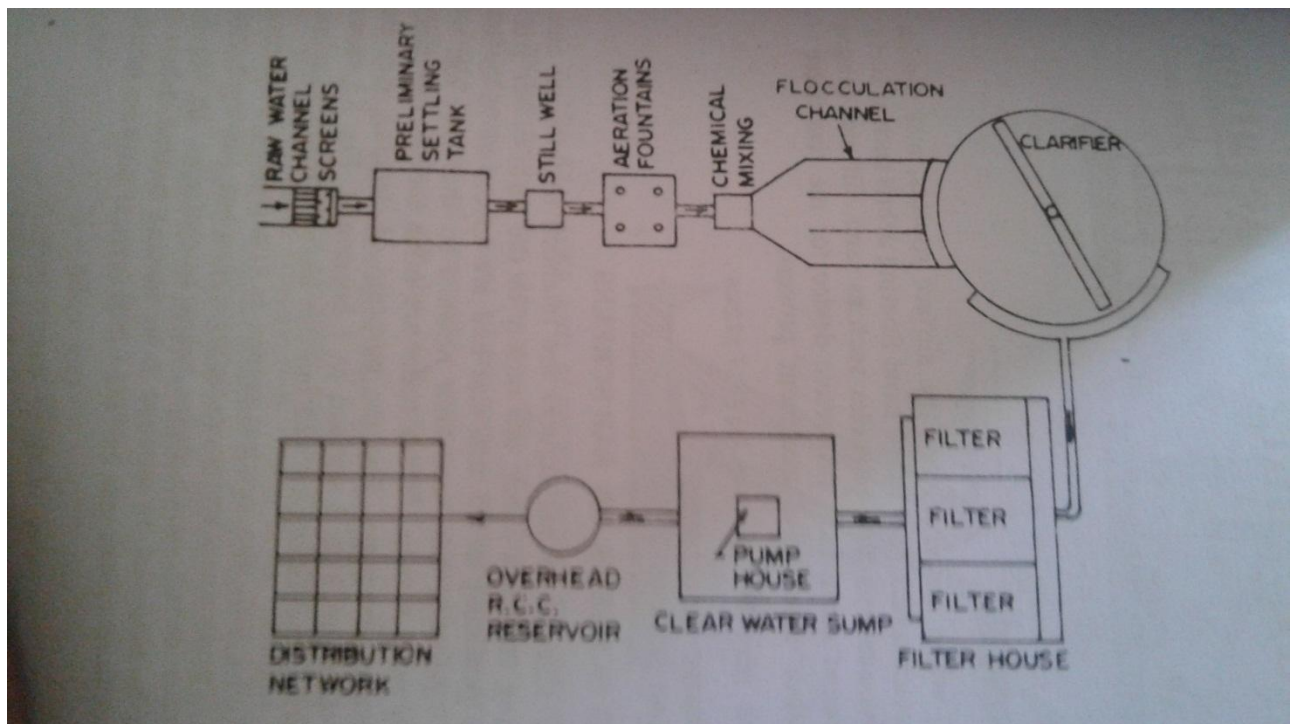 RAW WATER
CHANNEL
SCREENS
PRELIMINARY
SETTLING
TANK
STILL WELL
AERATION
FOUNTAINS
CHEMICAL
MIXING
FLOCCULATION
CHANNEL
CLARIFIER
FILTER
FILTER
FILTER
FILTER HOUSE
PUMP
HOUSE
CLEAR WATER SUMP
OVERHEAD
R.C.C.
RESERVOIR
DISTRIBUTION
NETWORK